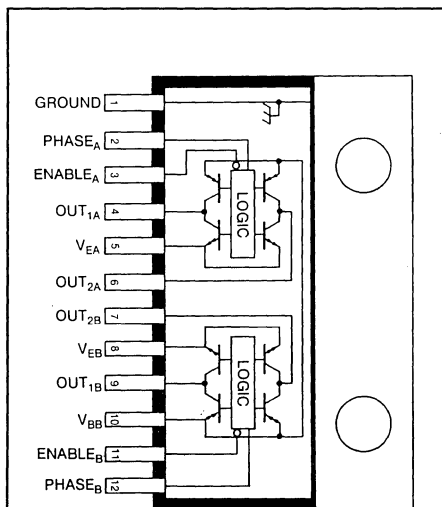 GROUND 1
PHASE_A 2
ENABLE_A 3
OUT_1A 4
V_EA 5
OUT_2A 6
OUT_2B 7
V_EB 8
OUT_1B 9
V_BB 10
ENABLE_B 11
PHASE_B 12
LOGIC
LOGIC